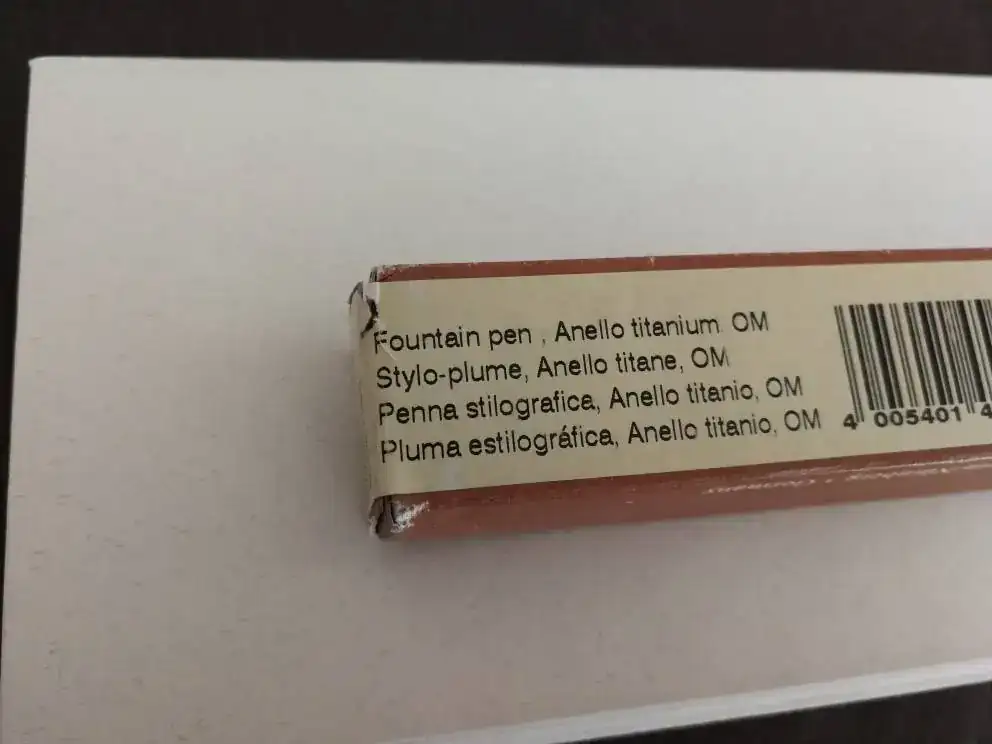 Fountain pen , Anello titanium OM
Stylo-plume, Anello titane, OM
Penna stilografica, Anello titanio, OM
Pluma estilográfica, Anello titanio, OM
4 005401 4